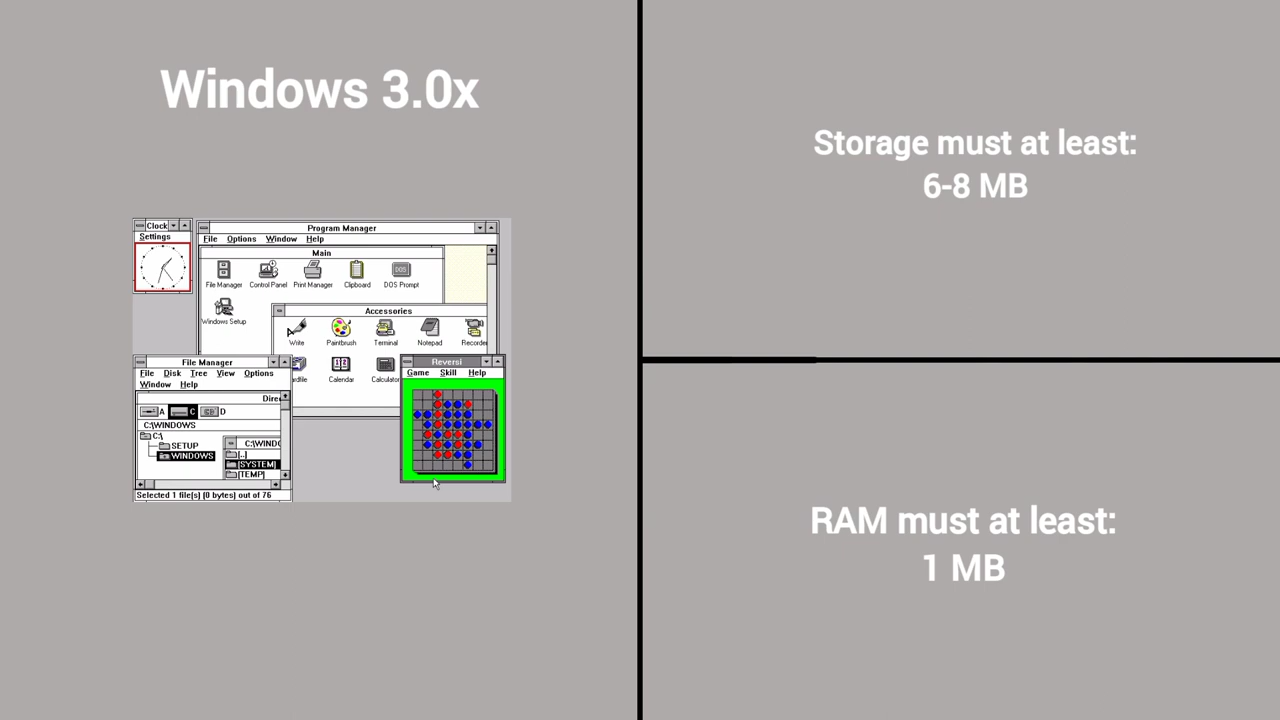 Windows 3.0x
Storage must at least:
6-8 MB
RAM must at least:
1 MB
Clock
Settings
Program Manager
File Options Window Help
Main
File Manager Control Panel Print Manager Clipboard DOS Prompt
DOS
Windows Setup
Accessories
Write Paintbrush Terminal Notepad Recorder
Calendar Calculator
File Manager
File Disk Tree View Options
Window Help
A C D
C:\WINDOWS
C:\
SETUP
WINDOWS
[..]
[SYSTEM]
[TEMP]
Selected 1 file(s) (0 bytes) out of 76
Reversi
Game Skill Help